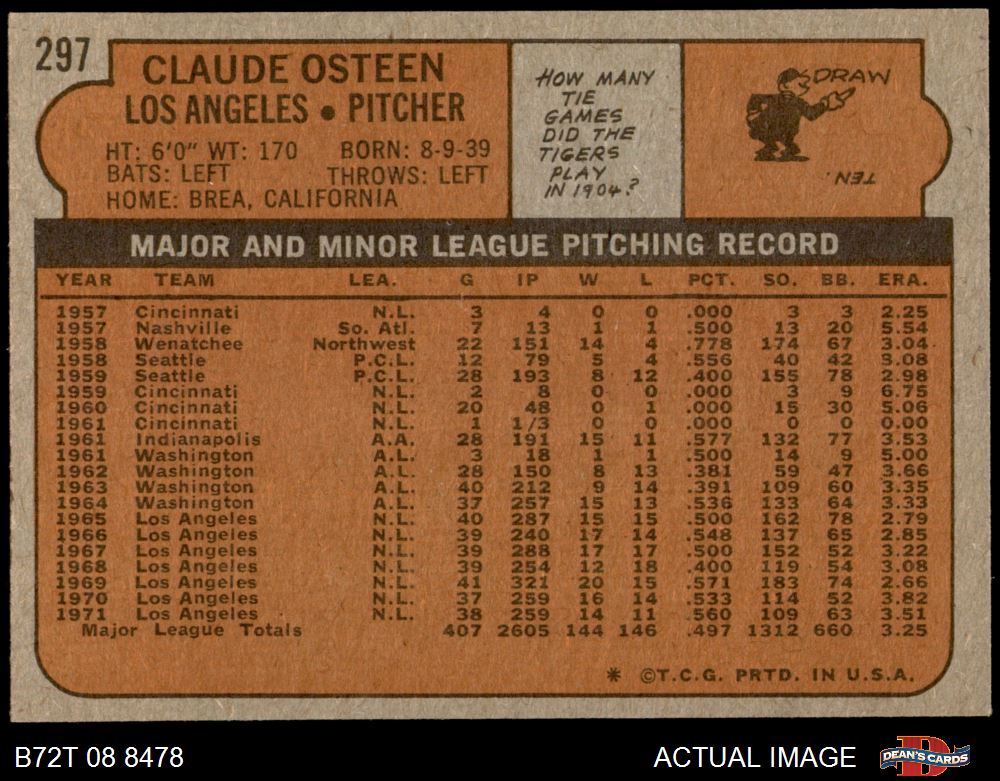 297
CLAUDE OSTEEN
LOS ANGELES • PITCHER
HT: 6'0" WT: 170 BORN: 8-9-39
BATS: LEFT THROWS: LEFT
HOME: BREA, CALIFORNIA
HOW MANY
TIE
GAMES
DID THE
TIGERS
PLAY
IN 1904?
DRAW
TEN.
MAJOR AND MINOR LEAGUE PITCHING RECORD
YEAR TEAM LEA. G IP W L PCT. SO. BB. ERA.
1957 Cincinnati N.L. 3 4 0 0 .000 3 3 2.25
1957 Nashville So. Atl. 7 13 1 1 .500 13 20 5.54
1958 Wenatchee Northwest 22 151 14 4 .778 174 67 3.04
1958 Seattle P.C.L. 12 79 5 4 .556 40 42 3.08
1959 Seattle P.C.L. 28 193 8 12 .400 155 78 2.98
1959 Cincinnati N.L. 2 8 0 0 .000 3 9 6.75
1960 Cincinnati N.L. 20 48 0 1 .000 15 30 5.06
1961 Cincinnati N.L. 1 1/3 0 0 .000 0 0 0.00
1961 Indianapolis A.A. 28 191 15 11 .577 132 77 3.53
1961 Washington A.L. 3 18 1 1 .500 14 9 5.00
1962 Washington A.L. 28 150 8 13 .381 59 47 3.66
1963 Washington A.L. 40 212 9 14 .391 109 60 3.35
1964 Washington A.L. 37 257 15 13 .536 133 64 3.33
1965 Los Angeles N.L. 40 287 15 15 .500 162 78 2.79
1966 Los Angeles N.L. 39 240 17 14 .548 137 65 2.85
1967 Los Angeles N.L. 39 288 17 17 .500 152 52 3.22
1968 Los Angeles N.L. 39 254 12 18 .400 119 54 3.08
1969 Los Angeles N.L. 41 321 20 15 .571 183 74 2.66
1970 Los Angeles N.L. 37 259 16 14 .533 114 52 3.82
1971 Los Angeles N.L. 38 259 14 11 .560 109 63 3.51
Major League Totals 407 2605 144 146 .497 1312 660 3.25
* ©T.C.G. PRTD. IN U.S.A.
B72T 08 8478 ACTUAL IMAGE DEAN'S CARDS